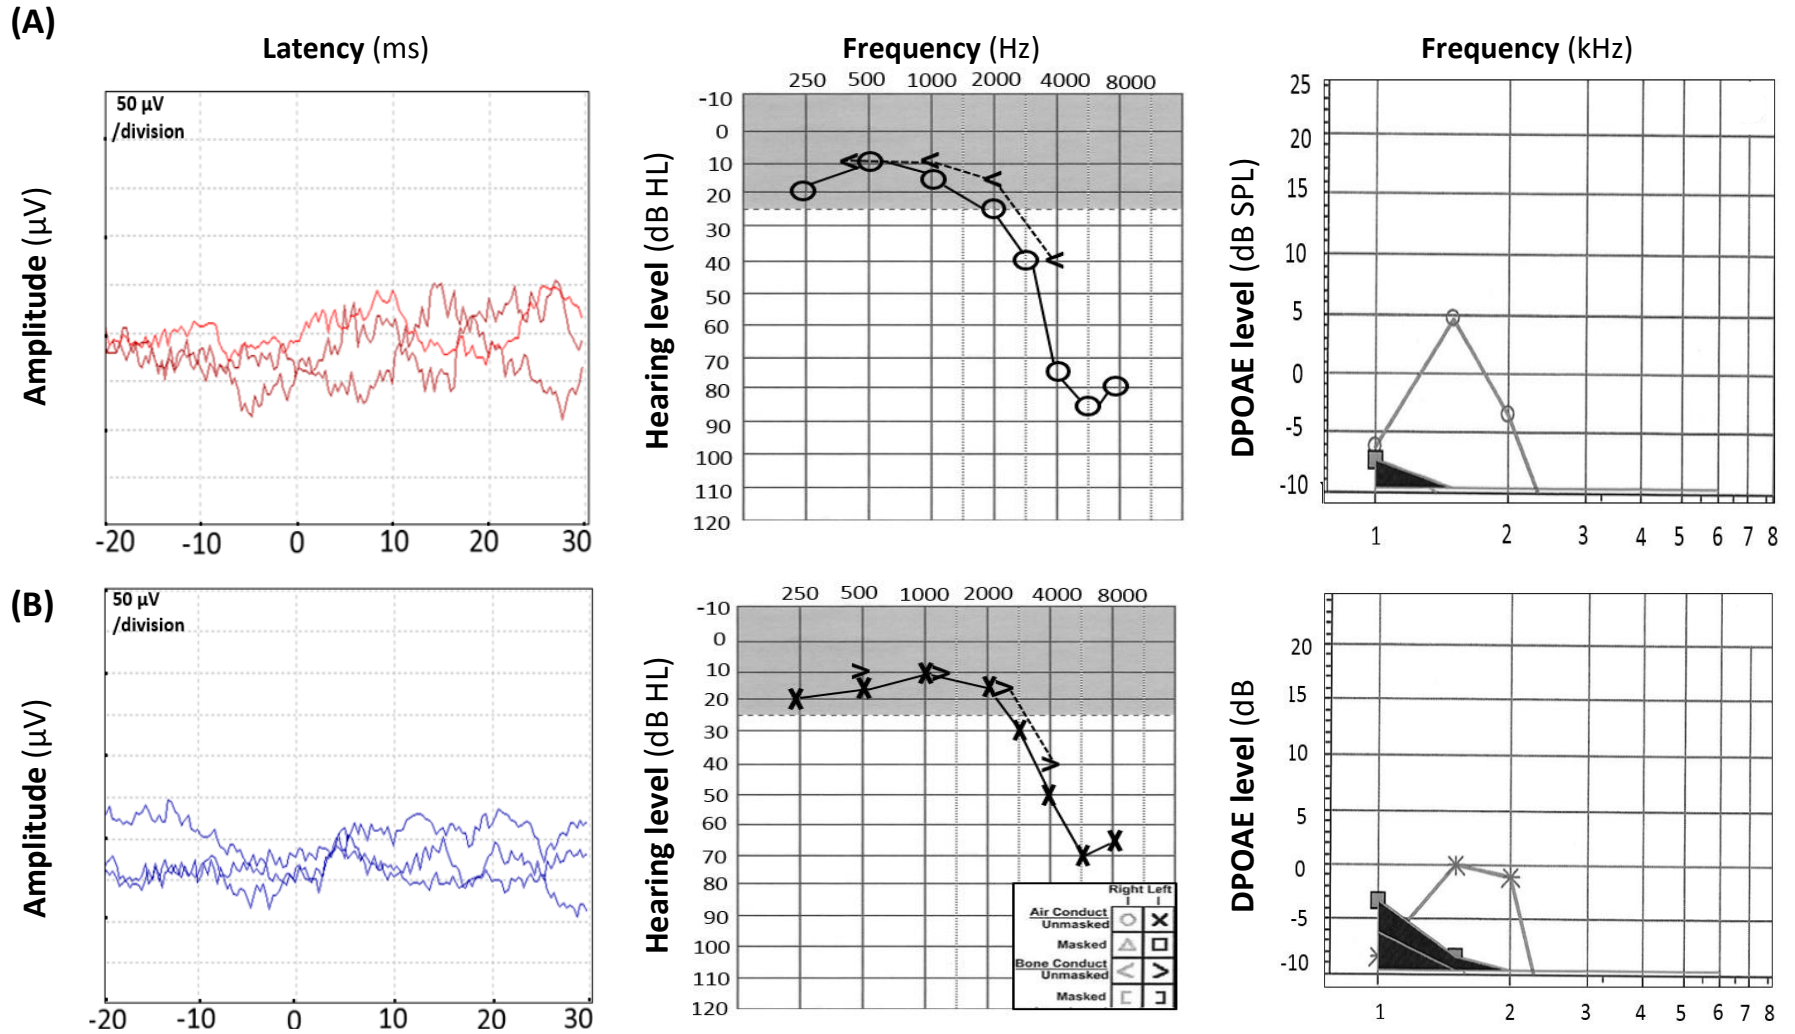 (A)
Latency (ms)
Frequency (Hz)
Frequency (kHz)
50 µV
/division
Amplitude (µV)
-20 -10 0 10 20 30
250 500 1000 2000 4000 8000
Hearing level (dB HL)
-10
0
10
20
30
40
50
60
70
80
90
100
110
120
DPOAE level (dB SPL)
25
20
15
10
5
0
-5
-10
1 2 3 4 5 6 7 8
(B)
50 µV
/division
Amplitude (µV)
-20 -10 0 10 20 30
250 500 1000 2000 4000 8000
Hearing level (dB HL)
-10
0
10
20
30
40
50
60
70
80
90
100
110
120
Right Left
Air Conduct
Unmasked
Masked
Bone Conduct
Unmasked
Masked
DPOAE level (dB
20
15
10
5
0
-5
-10
1 2 3 4 5 6 7 8